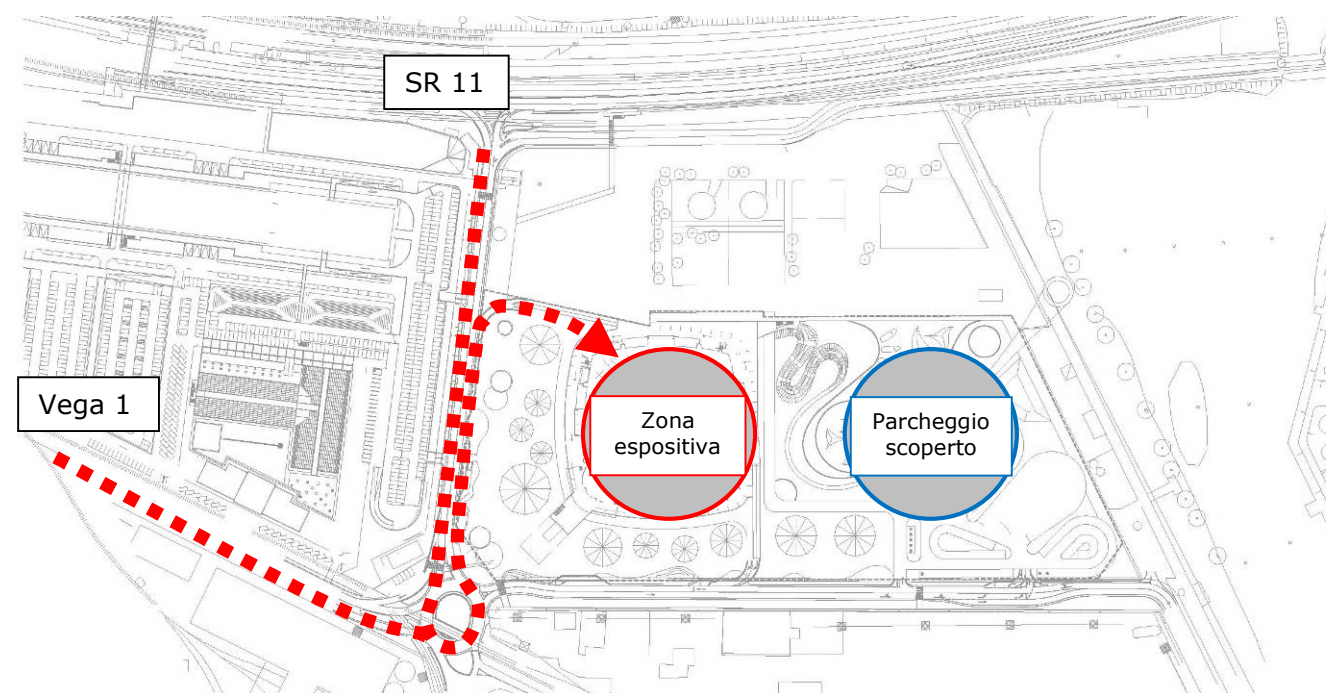 SR 11
Vega 1
Zona
espositiva
Parcheggio
scoperto